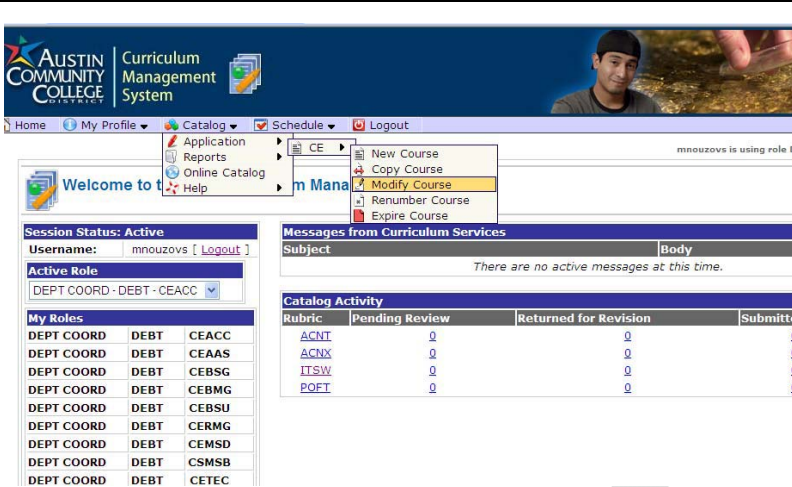 AUSTIN COMMUNITY COLLEGE DISTRICT
Curriculum Management System
Home My Profile Catalog Schedule Logout
Application
Reports
Online Catalog
Help
CE
New Course
Copy Course
Modify Course
Renumber Course
Expire Course
mnouzovs is using role
Welcome to t m Mana
Session Status: Active
Username: mnouzovs [ Logout ]
Active Role
DEPT COORD - DEBT - CEACC
My Roles
DEPT COORD DEBT CEACC
DEPT COORD DEBT CEAAS
DEPT COORD DEBT CEBSG
DEPT COORD DEBT CEBMG
DEPT COORD DEBT CEBSU
DEPT COORD DEBT CERMG
DEPT COORD DEBT CEMSD
DEPT COORD DEBT CSMSB
DEPT COORD DEBT CETEC
Messages from Curriculum Services
Subject Body
There are no active messages at this time.
Catalog Activity
Rubric Pending Review Returned for Revision Submitt
ACNT 0 0
ACNX 0 0
ITSW 0 0
POFT 0 0